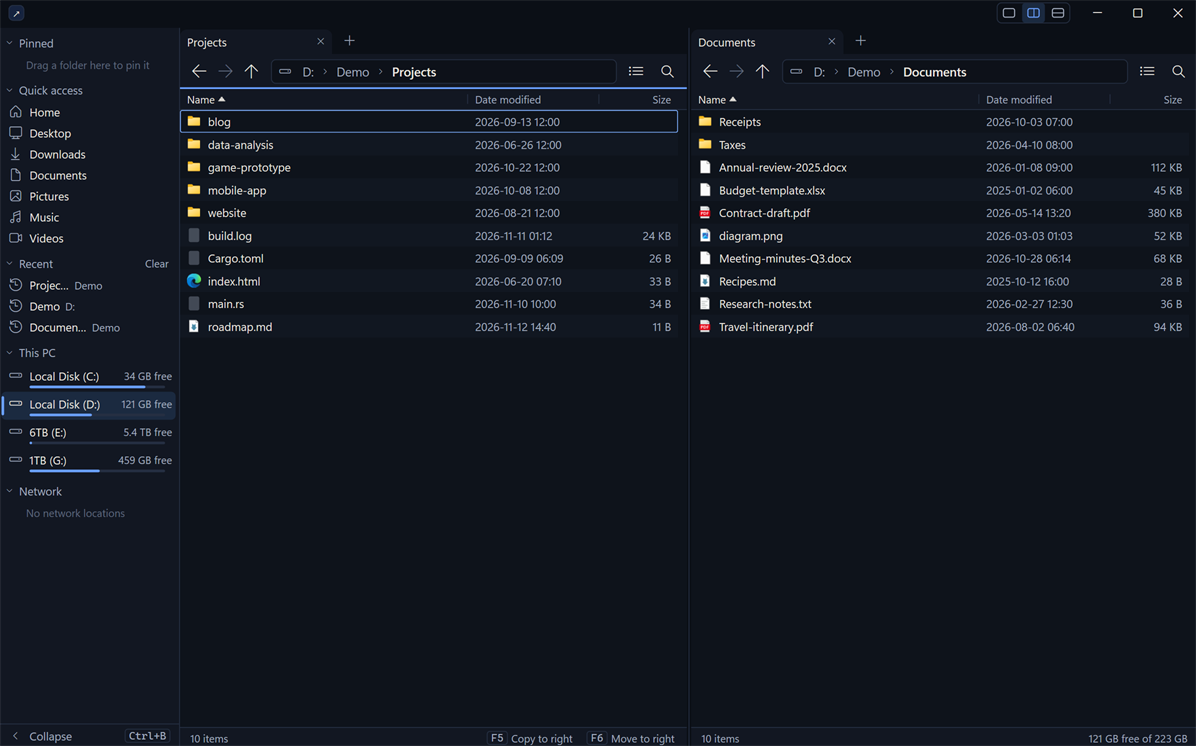 Pinned
Drag a folder here to pin it
Quick access
Home
Desktop
Downloads
Documents
Pictures
Music
Videos
Recent Clear
Projec... Demo
Demo D:
Documen... Demo
This PC
Local Disk (C:) 34 GB free
Local Disk (D:) 121 GB free
6TB (E:) 5.4 TB free
1TB (G:) 459 GB free
Network
No network locations
Collapse Ctrl+B
Projects
D: Demo Projects
Name Date modified Size
blog 2026-09-13 12:00
data-analysis 2026-06-26 12:00
game-prototype 2026-10-22 12:00
mobile-app 2026-10-08 12:00
website 2026-08-21 12:00
build.log 2026-11-11 01:12 24 KB
Cargo.toml 2026-09-09 06:09 26 B
index.html 2026-06-20 07:10 33 B
main.rs 2026-11-10 10:00 34 B
roadmap.md 2026-11-12 14:40 11 B
10 items F5 Copy to right F6 Move to right
Documents
D: Demo Documents
Name Date modified Size
Receipts 2026-10-03 07:00
Taxes 2026-04-10 08:00
Annual-review-2025.docx 2026-01-08 09:00 112 KB
Budget-template.xlsx 2025-01-02 06:00 45 KB
Contract-draft.pdf 2026-05-14 13:20 380 KB
diagram.png 2026-03-03 01:03 52 KB
Meeting-minutes-Q3.docx 2026-10-28 06:14 68 KB
Recipes.md 2025-10-12 16:00 28 B
Research-notes.txt 2026-02-27 12:30 36 B
Travel-itinerary.pdf 2026-08-02 06:40 94 KB
10 items 121 GB free of 223 GB